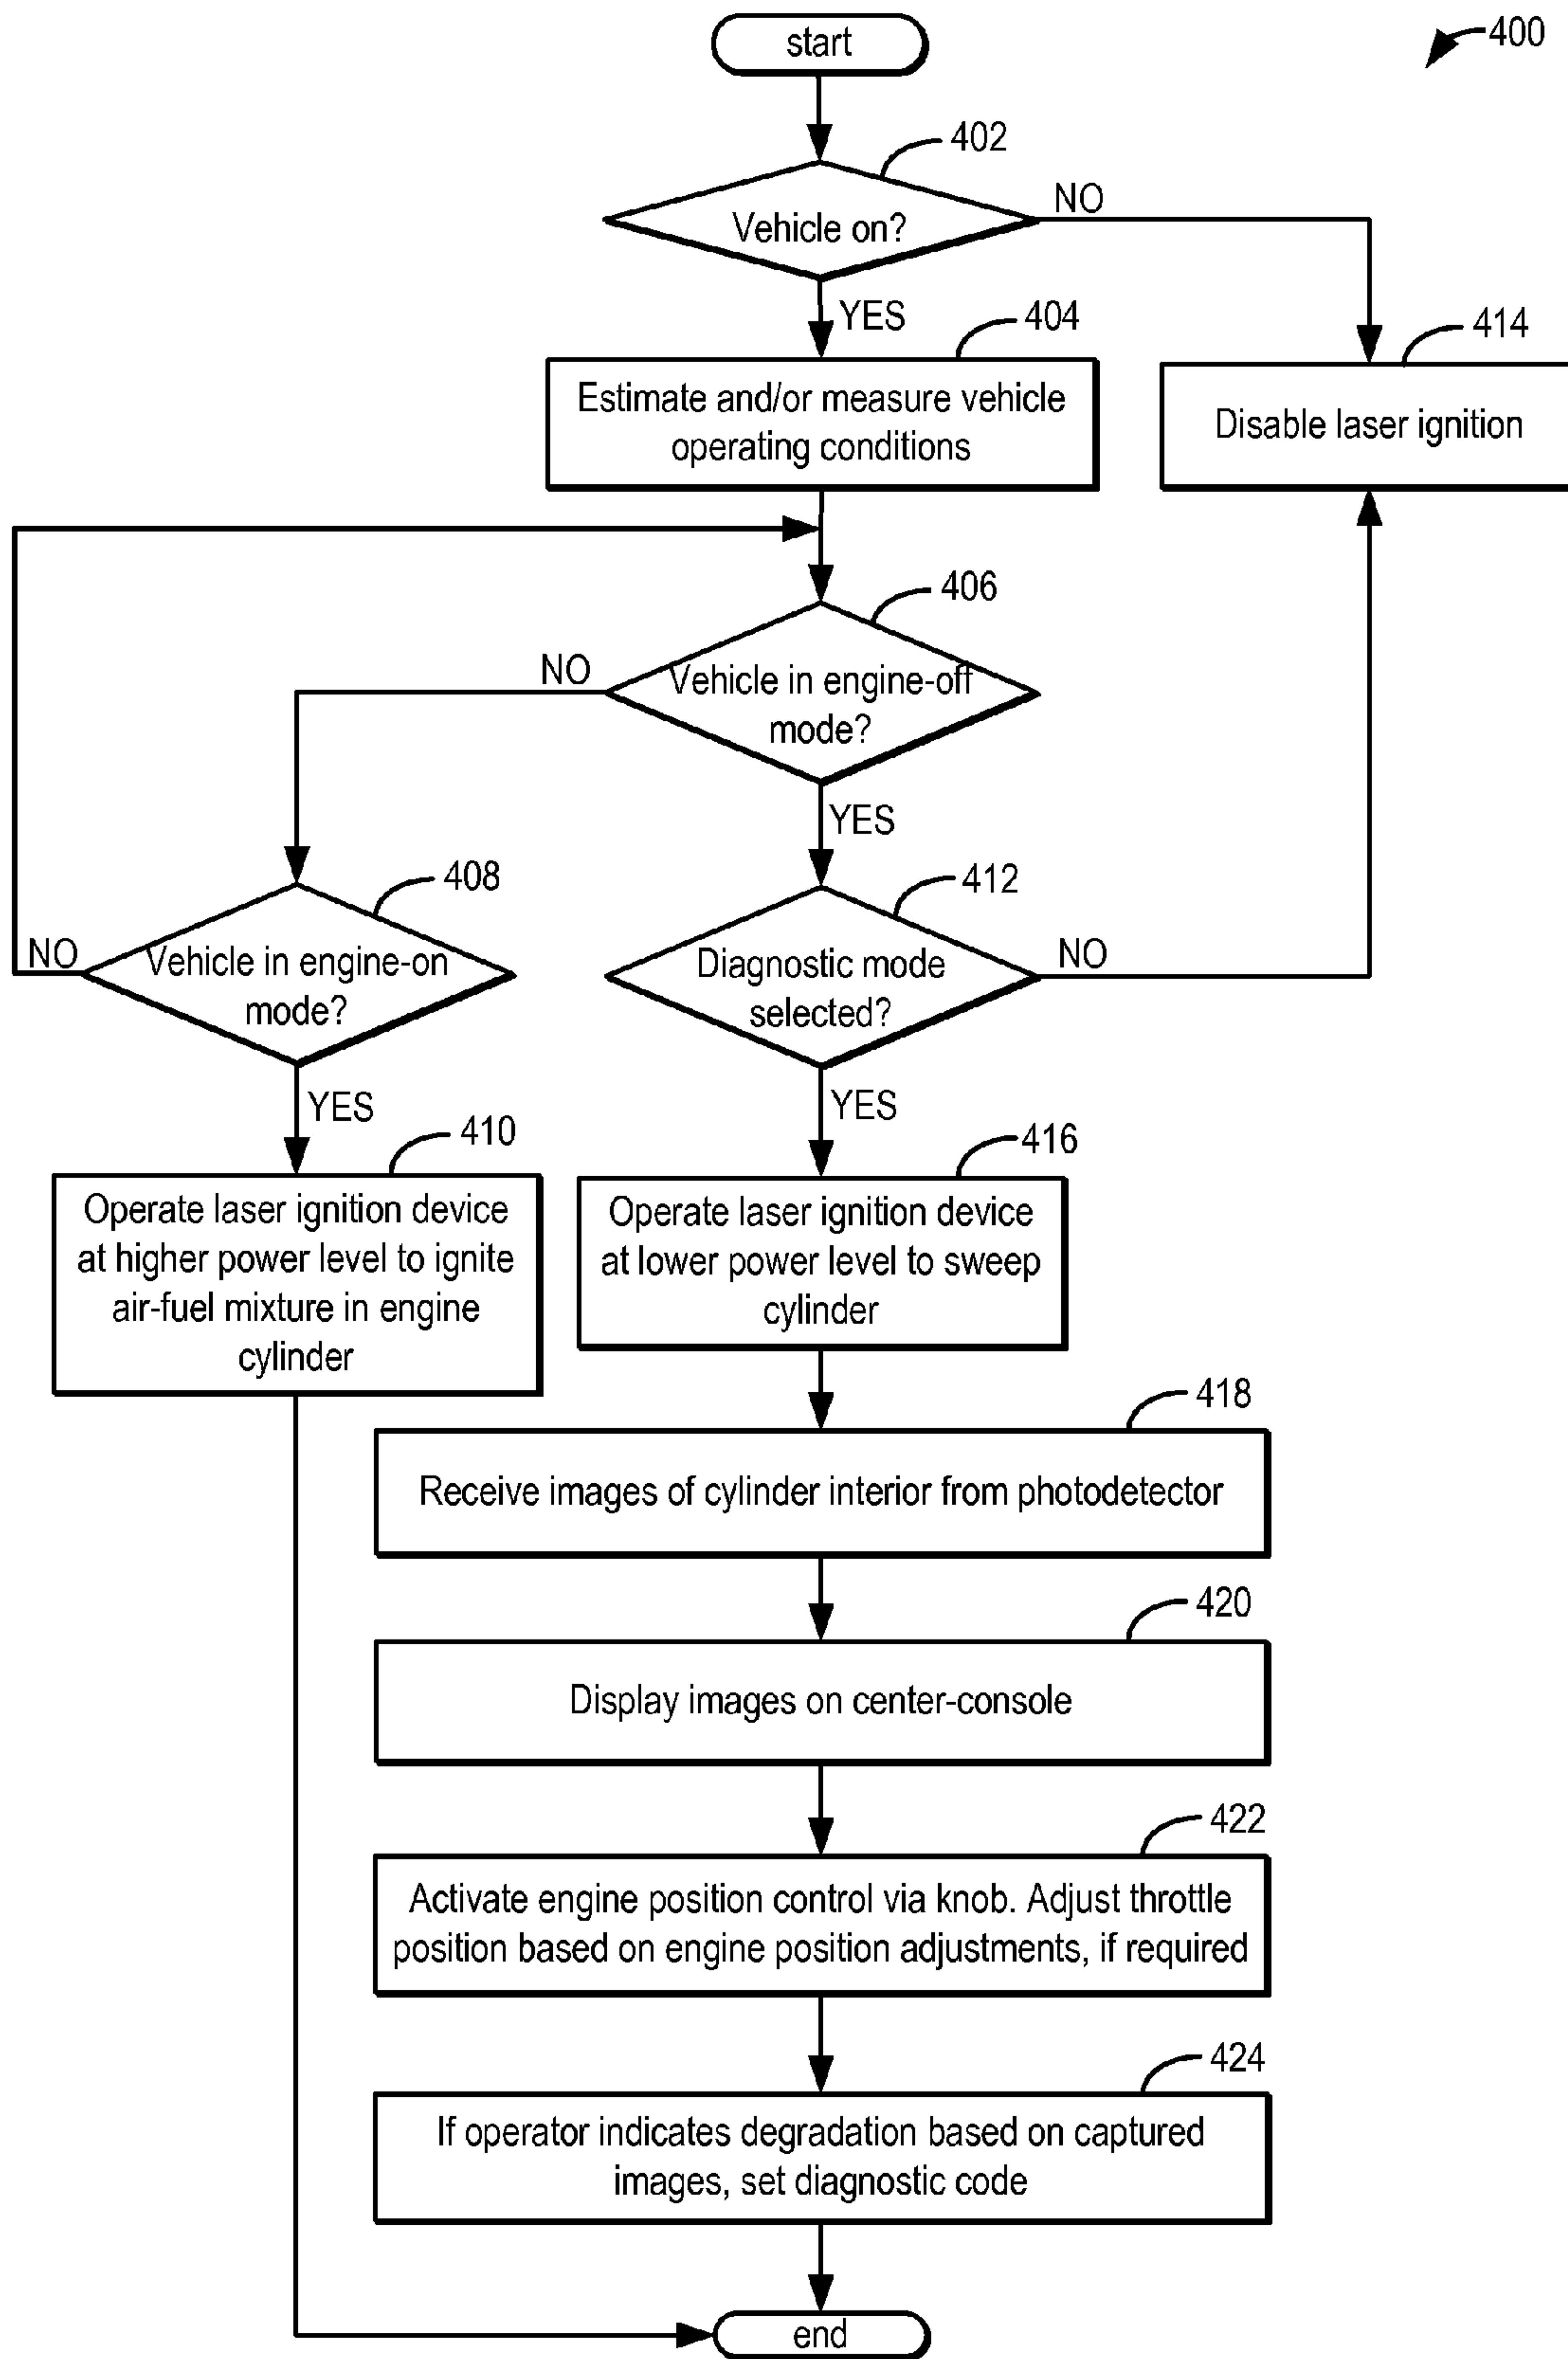 start
400
402
Vehicle on?
NO
YES
404
Estimate and/or measure vehicle
operating conditions
414
Disable laser ignition
406
Vehicle in engine-off
mode?
NO
YES
408
Vehicle in engine-on
mode?
NO
YES
412
Diagnostic mode
selected?
NO
YES
410
Operate laser ignition device
at higher power level to ignite
air-fuel mixture in engine
cylinder
416
Operate laser ignition device
at lower power level to sweep
cylinder
418
Receive images of cylinder interior from photodetector
420
Display images on center-console
422
Activate engine position control via knob. Adjust throttle
position based on engine position adjustments, if required
424
If operator indicates degradation based on captured
images, set diagnostic code
end